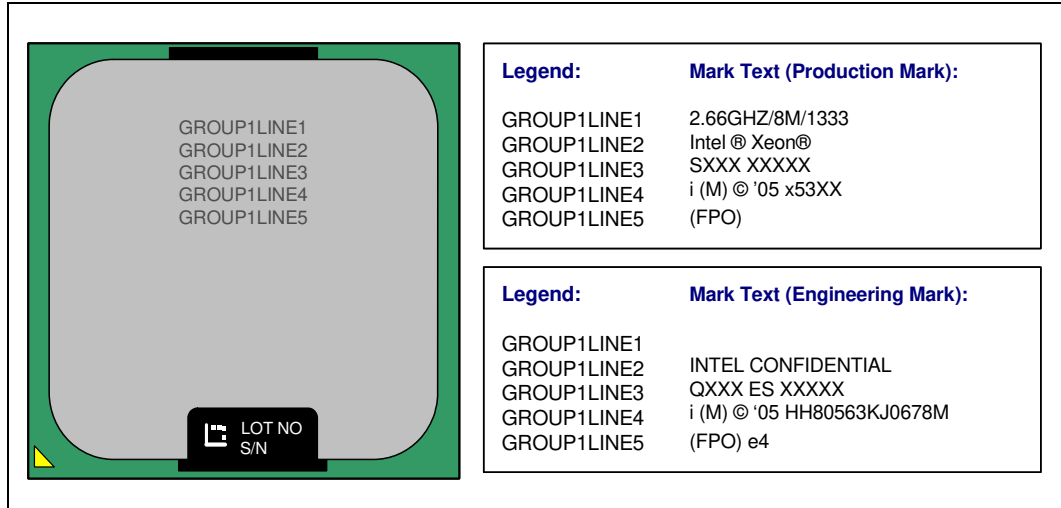 GROUP1LINE1
GROUP1LINE2
GROUP1LINE3
GROUP1LINE4
GROUP1LINE5
LOT NO
S/N
Legend: Mark Text (Production Mark):
GROUP1LINE1 2.66GHZ/8M/1333
GROUP1LINE2 Intel ® Xeon®
GROUP1LINE3 SXXX XXXXX
GROUP1LINE4 i (M) © '05 x53XX
GROUP1LINE5 (FPO)
Legend: Mark Text (Engineering Mark):
GROUP1LINE1
GROUP1LINE2 INTEL CONFIDENTIAL
GROUP1LINE3 QXXX ES XXXXX
GROUP1LINE4 i (M) © ‘05 HH80563KJ0678M
GROUP1LINE5 (FPO) e4